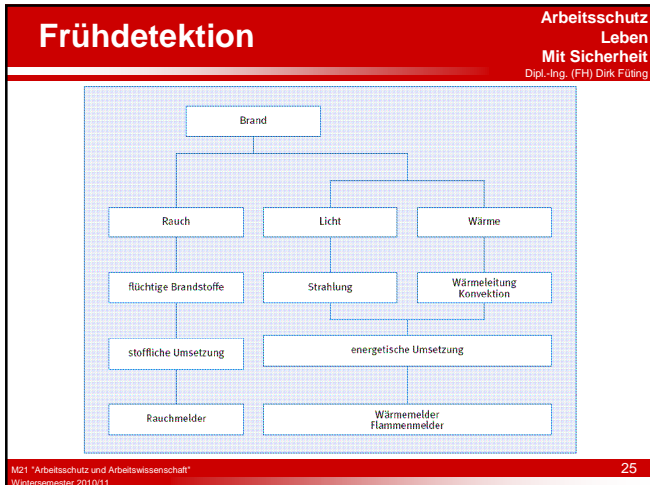 Frühdetektion
Arbeitsschutz
Leben
Mit Sicherheit
Dipl.-Ing. (FH) Dirk Füting
Brand
Rauch
Licht
Wärme
flüchtige Brandstoffe
Strahlung
Wärmeleitung
Konvektion
stoffliche Umsetzung
energetische Umsetzung
Rauchmelder
Wärmemelder
Flammenmelder
M21 "Arbeitsschutz und Arbeitswissenschaft"
25
Wintersemester 2010/11